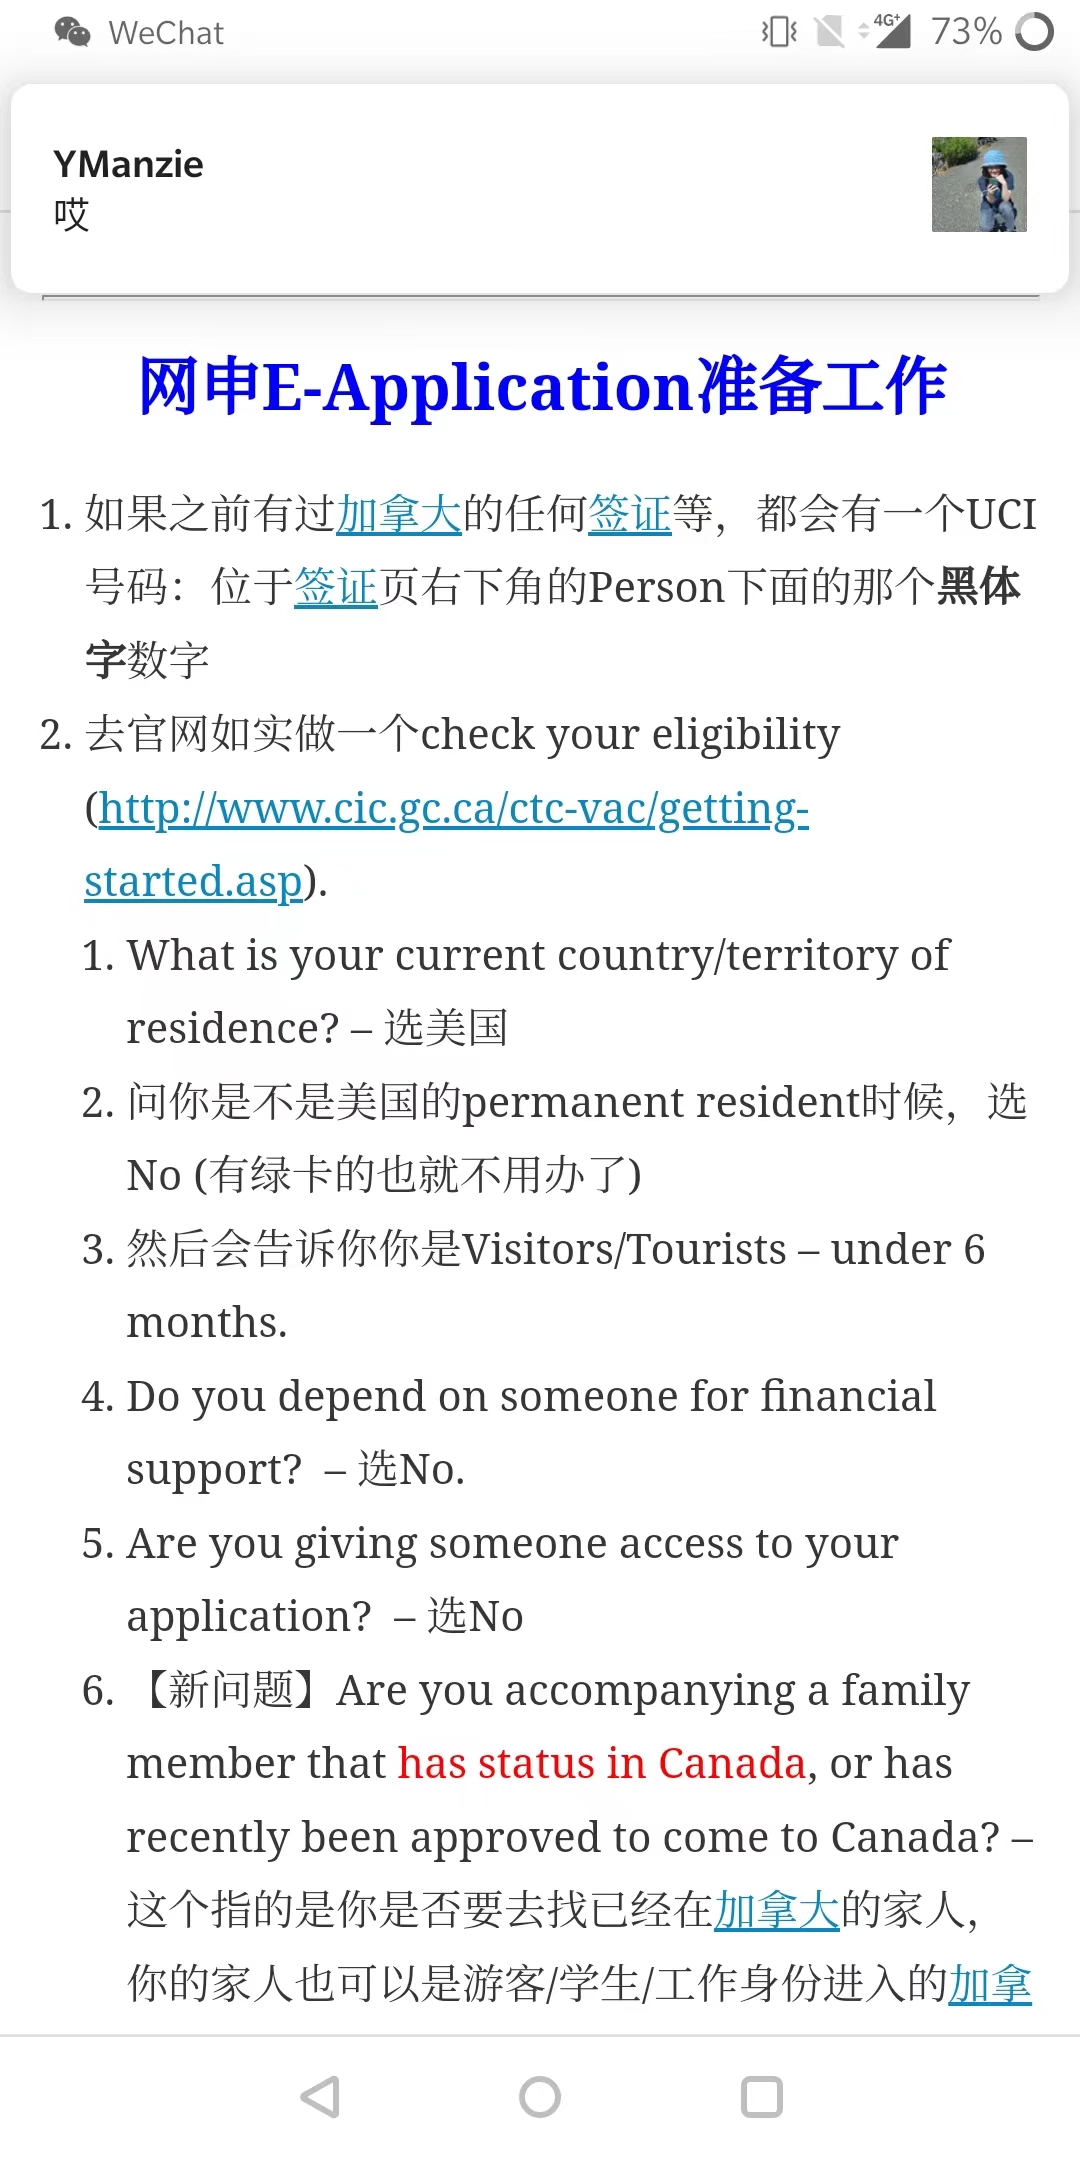 WeChat
4G+ 73%
YManzie
哎
网申E-Application准备工作
1. 如果之前有过加拿大的任何签证等，都会有一个UCI
号码：位于签证页右下角的Person下面的那个黑体
字数字
2. 去官网如实做一个check your eligibility
(http://www.cic.gc.ca/ctc-vac/getting-
started.asp).
1. What is your current country/territory of
residence? – 选美国
2. 问你是不是美国的permanent resident时候，选
No (有绿卡的也就不用办了)
3. 然后会告诉你你是Visitors/Tourists – under 6
months.
4. Do you depend on someone for financial
support?  – 选No.
5. Are you giving someone access to your
application?  – 选No
6. 【新问题】Are you accompanying a family
member that has status in Canada, or has
recently been approved to come to Canada? –
这个指的是你是否要去找已经在加拿大的家人，
你的家人也可以是游客/学生/工作身份进入的加拿